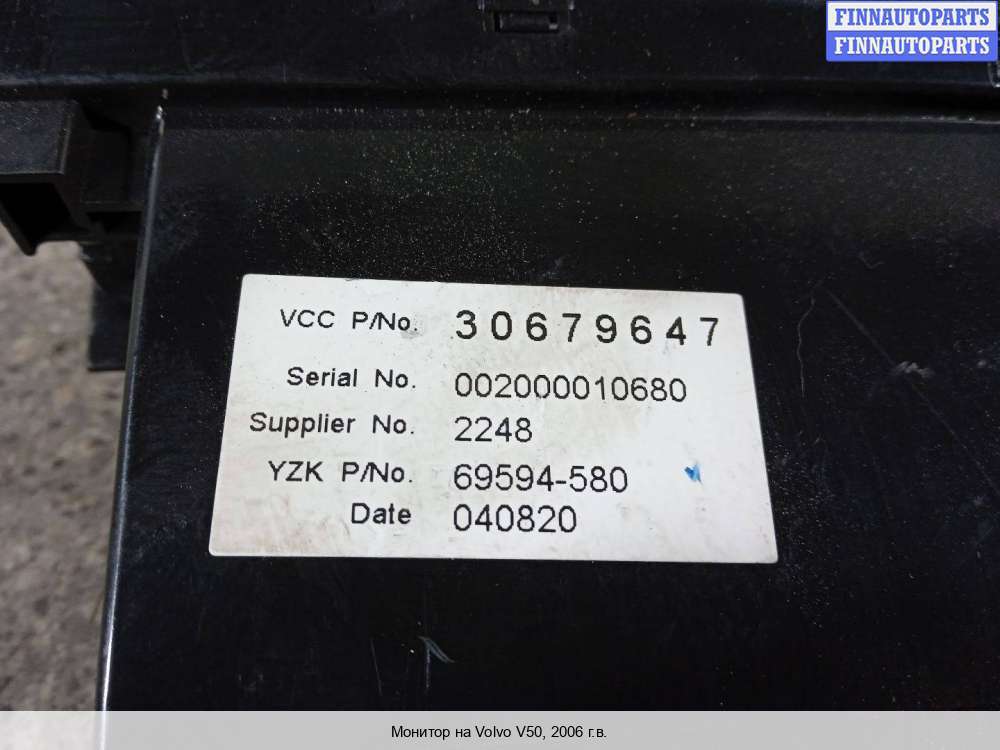 FINNAUTOPARTS
FINNAUTOPARTS
VCC P/No. 30679647
Serial No. 002000010680
Supplier No. 2248
YZK P/No. 69594-580
Date 040820
Монитор на Volvo V50, 2006 г.в.